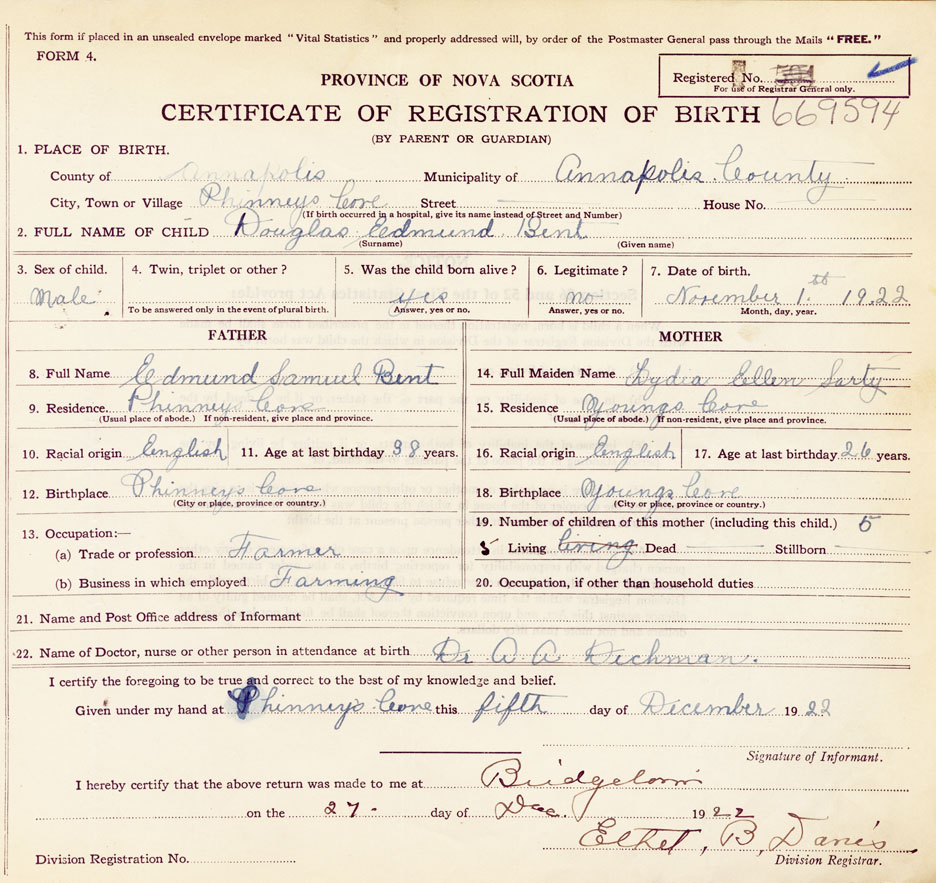 This form if placed in an unsealed envelope marked "Vital Statistics" and properly addressed will, by order of the Postmaster General pass through the Mails "FREE."
FORM 4.
Registered No.
For use of Registrar General only.
PROVINCE OF NOVA SCOTIA
CERTIFICATE OF REGISTRATION OF BIRTH 669594
(BY PARENT OR GUARDIAN)
1. PLACE OF BIRTH.
County of Annapolis Municipality of Annapolis County
City, Town or Village Phinneys Cove Street House No.
(If birth occurred in a hospital, give its name instead of Street and Number)
2. FULL NAME OF CHILD Douglas Edmund Bent
(Surname) (Given name)
3. Sex of child. 4. Twin, triplet or other? 5. Was the child born alive? 6. Legitimate? 7. Date of birth.
Male yes no November 1.st 1922
To be answered only in the event of plural birth. Answer, yes or no. Answer, yes or no. Month, day, year.
FATHER MOTHER
8. Full Name Edmund Samuel Bent 14. Full Maiden Name Lydia Ellen Sarty
9. Residence. Phinneys Cove 15. Residence Youngs Cove
(Usual place of abode.) If non-resident, give place and province. (Usual place of abode.) If non-resident, give place and province.
10. Racial origin English 11. Age at last birthday 38 years. 16. Racial origin English 17. Age at last birthday 26 years.
12. Birthplace Phinneys Cove 18. Birthplace Youngs Cove
(City or place, province or country.) (City or place, province or country.)
19. Number of children of this mother (including this child.) 5
13. Occupation:—
(a) Trade or profession Farmer 5 Living living Dead Stillborn
(b) Business in which employed Farming 20. Occupation, if other than household duties
21. Name and Post Office address of Informant
22. Name of Doctor, nurse or other person in attendance at birth Dr A A Dechman.
I certify the foregoing to be true and correct to the best of my knowledge and belief.
Given under my hand at Phinneys Cove this fifth day of December 1922
Signature of Informant.
I hereby certify that the above return was made to me at Bridgetown
on the 27. day of Dec. 1922
Ethel, B, Davis
Division Registration No. Division Registrar.